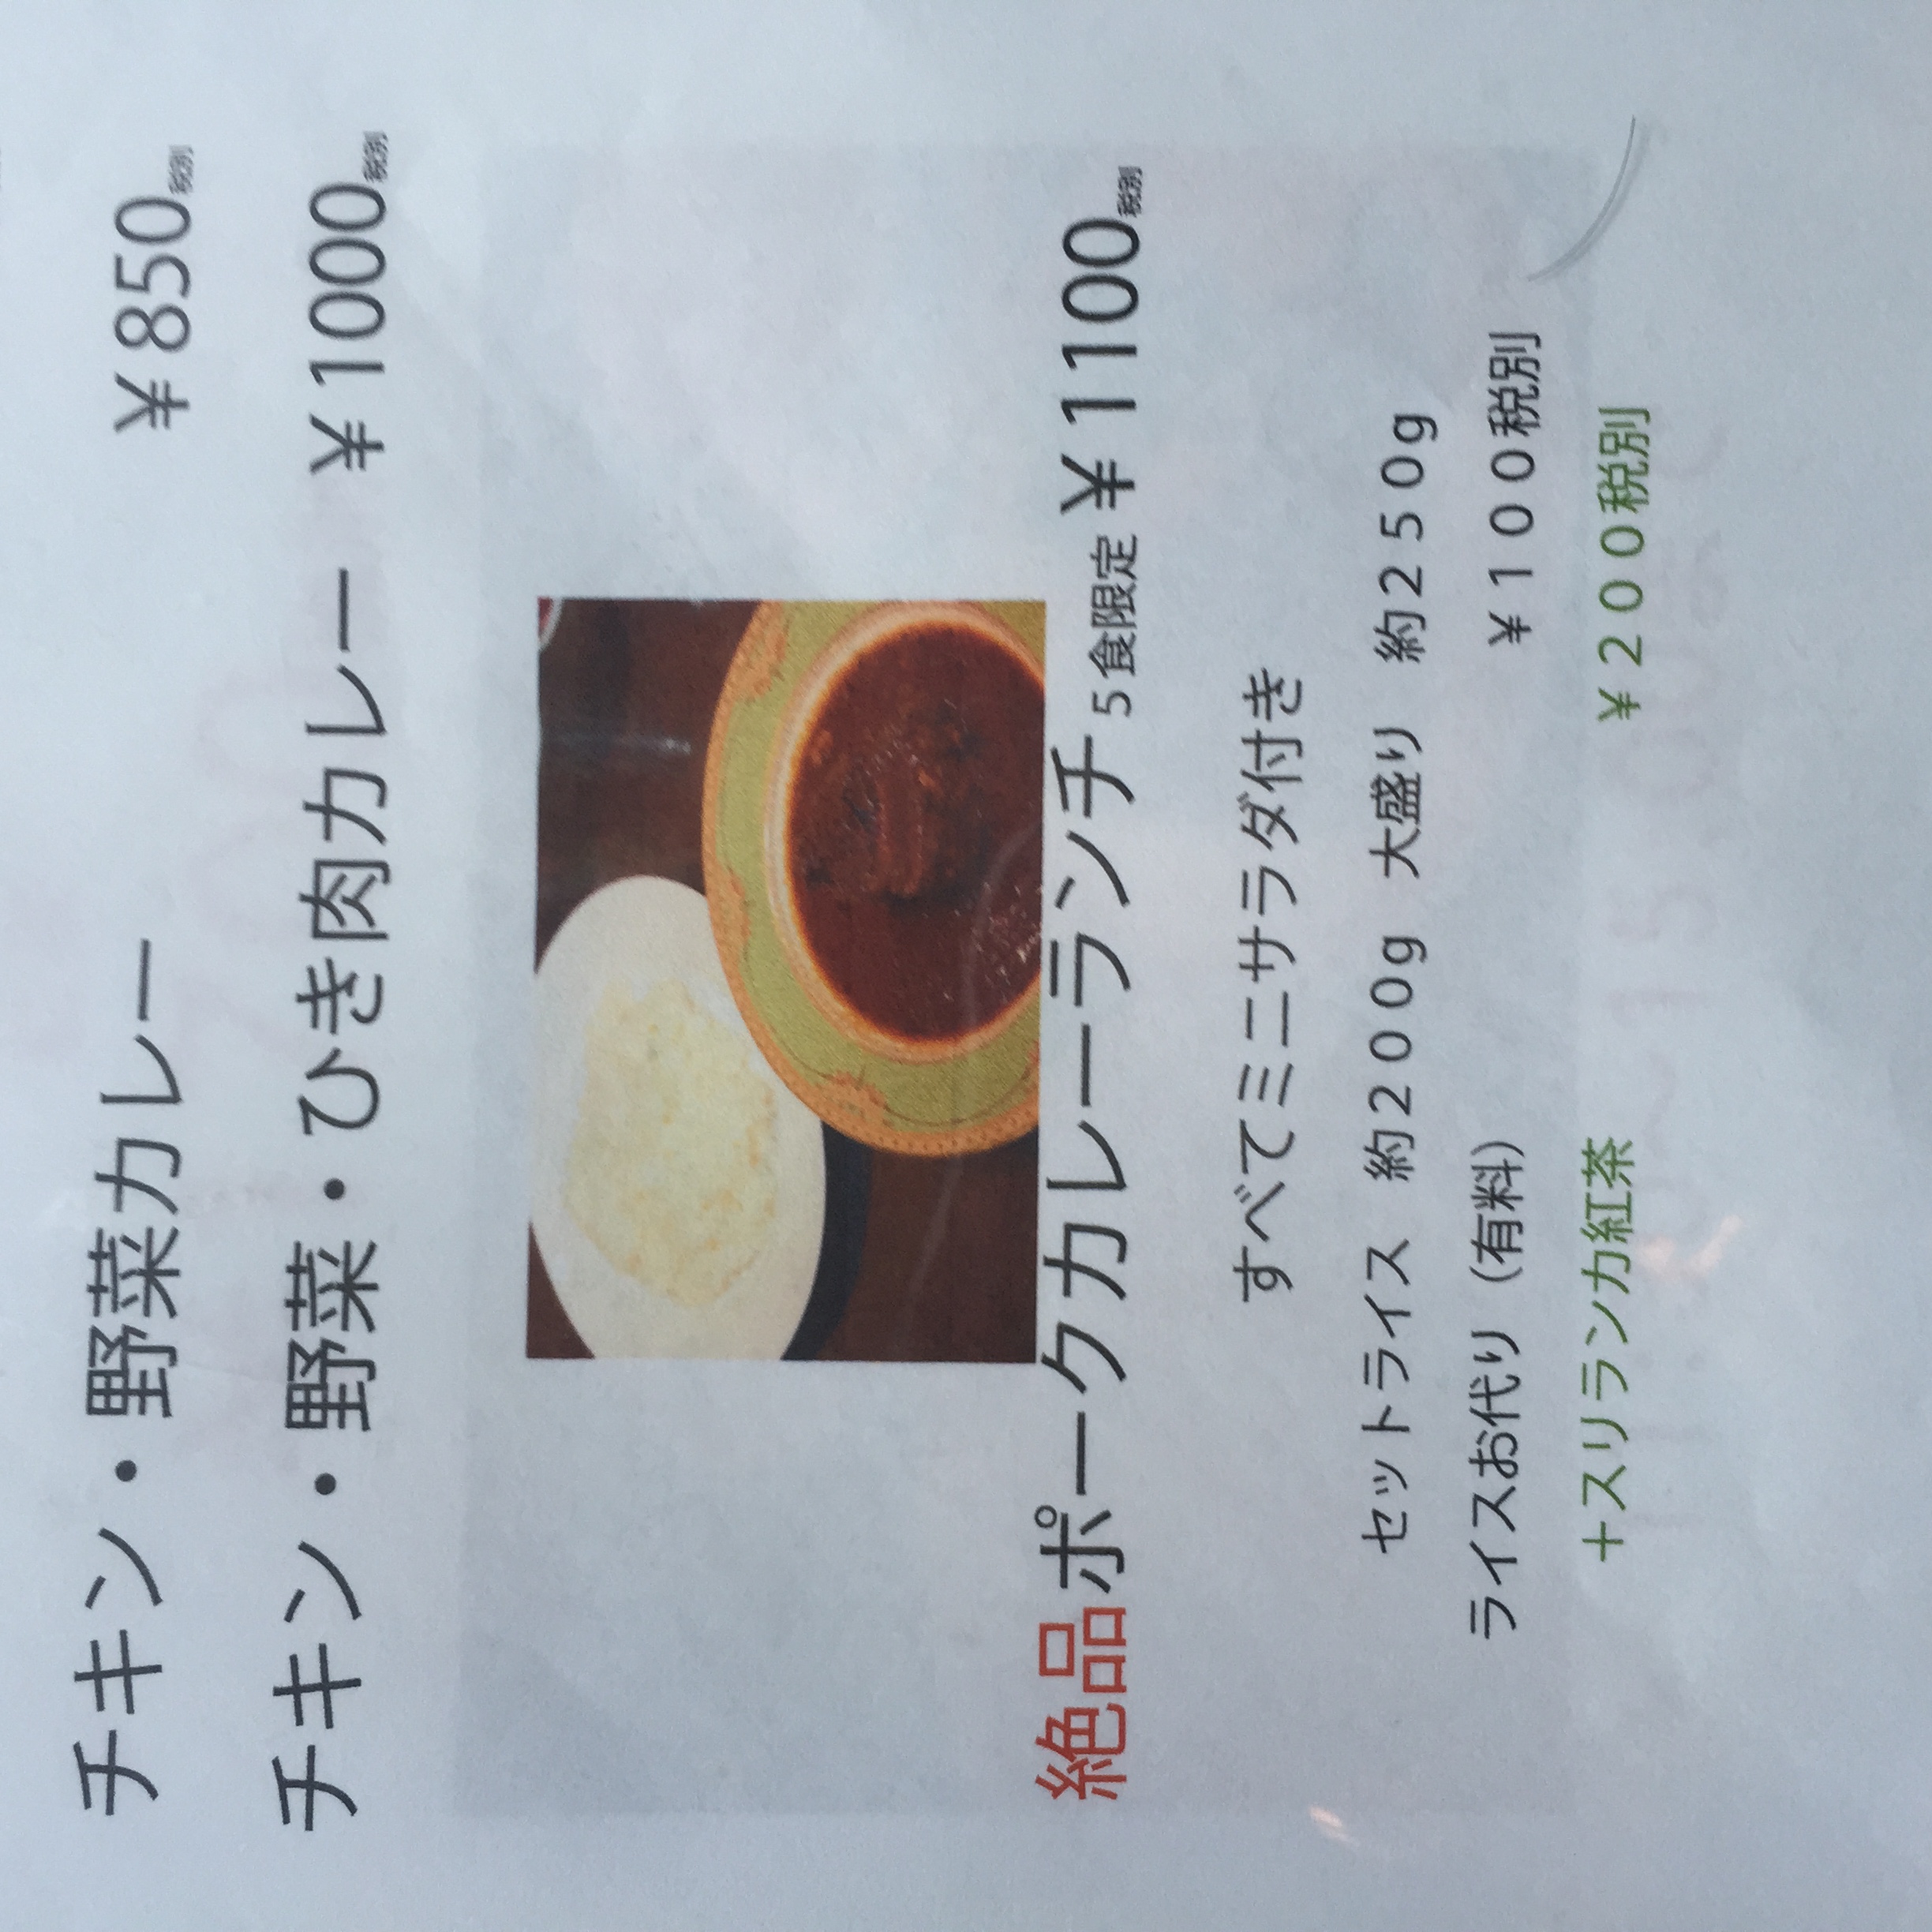 チキン・野菜カレー ￥850税別
チキン・野菜・ひき肉カレー ￥1000税別
絶品ポークカレーランチ 5食限定 ￥1100税別
すべてミニサラダ付き
セットライス 約２００g 大盛り 約２５０g
ライスお代り（有料） ￥１００税別
＋スリランカ紅茶 ￥２００税別